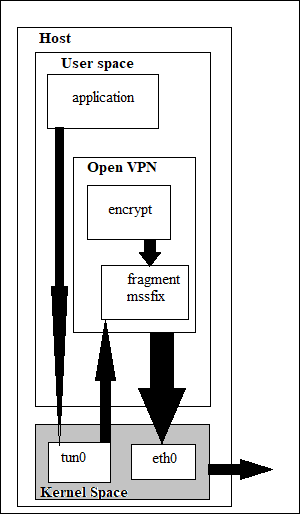 Host
User space
application
Open VPN
encrypt
fragment
mssfix
tun0
eth0
Kernel Space